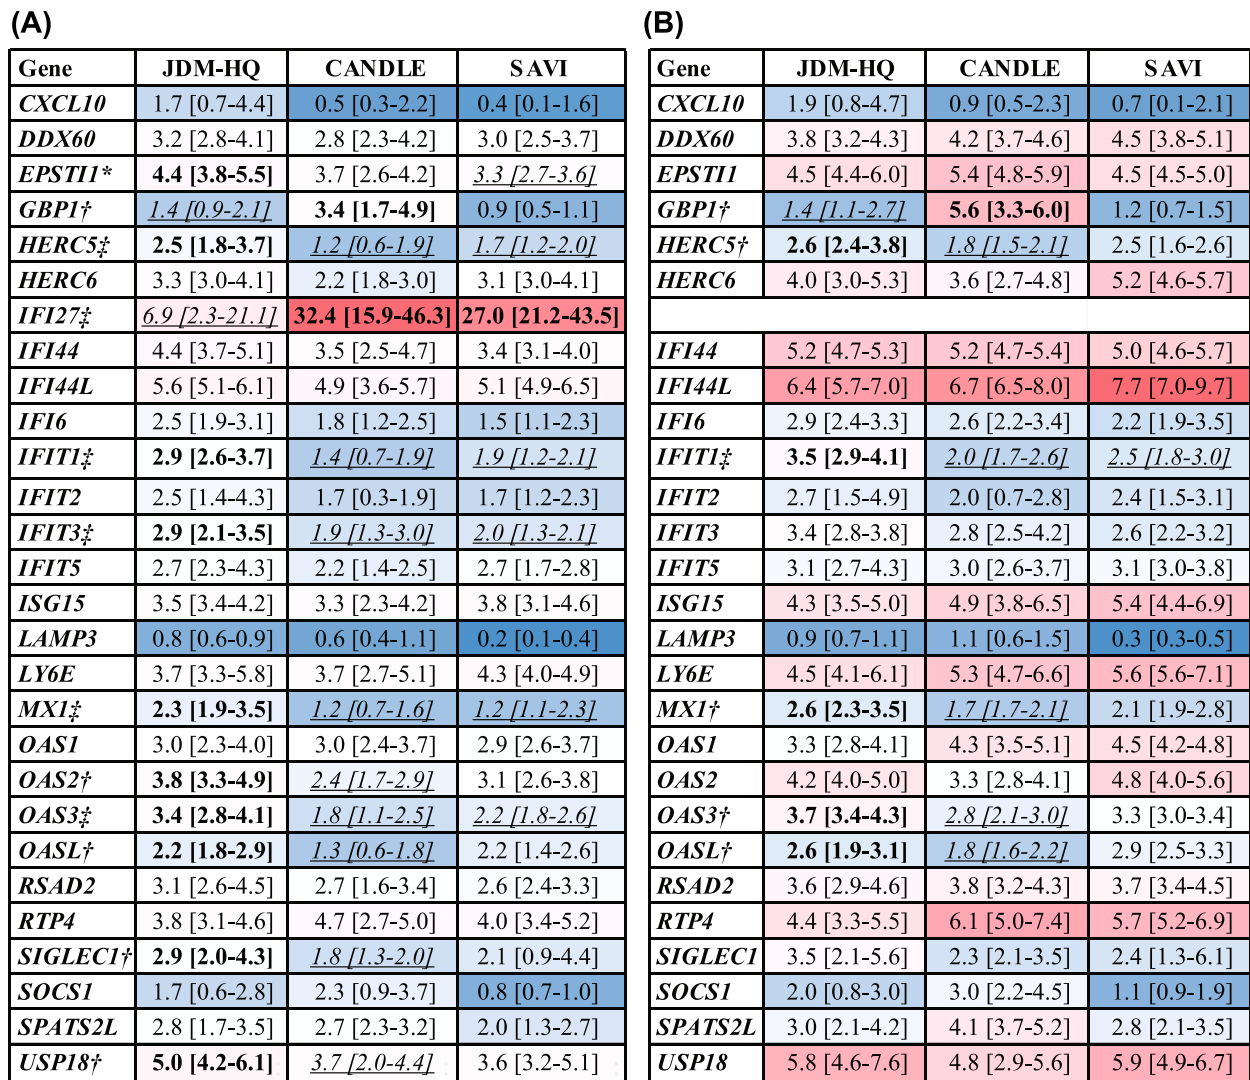 (A) (B)
Gene JDM-HQ CANDLE SAVI Gene JDM-HQ CANDLE SAVI
CXCL10 1.7 [0.7-4.4] 0.5 [0.3-2.2] 0.4 [0.1-1.6] CXCL10 1.9 [0.8-4.7] 0.9 [0.5-2.3] 0.7 [0.1-2.1]
DDX60 3.2 [2.8-4.1] 2.8 [2.3-4.2] 3.0 [2.5-3.7] DDX60 3.8 [3.2-4.3] 4.2 [3.7-4.6] 4.5 [3.8-5.1]
EPSTI1* 4.4 [3.8-5.5] 3.7 [2.6-4.2] 3.3 [2.7-3.6] EPSTI1 4.5 [4.4-6.0] 5.4 [4.8-5.9] 4.5 [4.5-5.0]
GBP1† 1.4 [0.9-2.1] 3.4 [1.7-4.9] 0.9 [0.5-1.1] GBP1† 1.4 [1.1-2.7] 5.6 [3.3-6.0] 1.2 [0.7-1.5]
HERC5‡ 2.5 [1.8-3.7] 1.2 [0.6-1.9] 1.7 [1.2-2.0] HERC5† 2.6 [2.4-3.8] 1.8 [1.5-2.1] 2.5 [1.6-2.6]
HERC6 3.3 [3.0-4.1] 2.2 [1.8-3.0] 3.1 [3.0-4.1] HERC6 4.0 [3.0-5.3] 3.6 [2.7-4.8] 5.2 [4.6-5.7]
IFI27‡ 6.9 [2.3-21.1] 32.4 [15.9-46.3] 27.0 [21.2-43.5]
IFI44 4.4 [3.7-5.1] 3.5 [2.5-4.7] 3.4 [3.1-4.0] IFI44 5.2 [4.7-5.3] 5.2 [4.7-5.4] 5.0 [4.6-5.7]
IFI44L 5.6 [5.1-6.1] 4.9 [3.6-5.7] 5.1 [4.9-6.5] IFI44L 6.4 [5.7-7.0] 6.7 [6.5-8.0] 7.7 [7.0-9.7]
IFI6 2.5 [1.9-3.1] 1.8 [1.2-2.5] 1.5 [1.1-2.3] IFI6 2.9 [2.4-3.3] 2.6 [2.2-3.4] 2.2 [1.9-3.5]
IFIT1‡ 2.9 [2.6-3.7] 1.4 [0.7-1.9] 1.9 [1.2-2.1] IFIT1‡ 3.5 [2.9-4.1] 2.0 [1.7-2.6] 2.5 [1.8-3.0]
IFIT2 2.5 [1.4-4.3] 1.7 [0.3-1.9] 1.7 [1.2-2.3] IFIT2 2.7 [1.5-4.9] 2.0 [0.7-2.8] 2.4 [1.5-3.1]
IFIT3‡ 2.9 [2.1-3.5] 1.9 [1.3-3.0] 2.0 [1.3-2.1] IFIT3 3.4 [2.8-3.8] 2.8 [2.5-4.2] 2.6 [2.2-3.2]
IFIT5 2.7 [2.3-4.3] 2.2 [1.4-2.5] 2.7 [1.7-2.8] IFIT5 3.1 [2.7-4.3] 3.0 [2.6-3.7] 3.1 [3.0-3.8]
ISG15 3.5 [3.4-4.2] 3.3 [2.3-4.2] 3.8 [3.1-4.6] ISG15 4.3 [3.5-5.0] 4.9 [3.8-6.5] 5.4 [4.4-6.9]
LAMP3 0.8 [0.6-0.9] 0.6 [0.4-1.1] 0.2 [0.1-0.4] LAMP3 0.9 [0.7-1.1] 1.1 [0.6-1.5] 0.3 [0.3-0.5]
LY6E 3.7 [3.3-5.8] 3.7 [2.7-5.1] 4.3 [4.0-4.9] LY6E 4.5 [4.1-6.1] 5.3 [4.7-6.6] 5.6 [5.6-7.1]
MX1‡ 2.3 [1.9-3.5] 1.2 [0.7-1.6] 1.2 [1.1-2.3] MX1† 2.6 [2.3-3.5] 1.7 [1.7-2.1] 2.1 [1.9-2.8]
OAS1 3.0 [2.3-4.0] 3.0 [2.4-3.7] 2.9 [2.6-3.7] OAS1 3.3 [2.8-4.1] 4.3 [3.5-5.1] 4.5 [4.2-4.8]
OAS2† 3.8 [3.3-4.9] 2.4 [1.7-2.9] 3.1 [2.6-3.8] OAS2 4.2 [4.0-5.0] 3.3 [2.8-4.1] 4.8 [4.0-5.6]
OAS3‡ 3.4 [2.8-4.1] 1.8 [1.1-2.5] 2.2 [1.8-2.6] OAS3† 3.7 [3.4-4.3] 2.8 [2.1-3.0] 3.3 [3.0-3.4]
OASL† 2.2 [1.8-2.9] 1.3 [0.6-1.8] 2.2 [1.4-2.6] OASL† 2.6 [1.9-3.1] 1.8 [1.6-2.2] 2.9 [2.5-3.3]
RSAD2 3.1 [2.6-4.5] 2.7 [1.6-3.4] 2.6 [2.4-3.3] RSAD2 3.6 [2.9-4.6] 3.8 [3.2-4.3] 3.7 [3.4-4.5]
RTP4 3.8 [3.1-4.6] 4.7 [2.7-5.0] 4.0 [3.4-5.2] RTP4 4.4 [3.3-5.5] 6.1 [5.0-7.4] 5.7 [5.2-6.9]
SIGLEC1† 2.9 [2.0-4.3] 1.8 [1.3-2.0] 2.1 [0.9-4.4] SIGLEC1 3.5 [2.1-5.6] 2.3 [2.1-3.5] 2.4 [1.3-6.1]
SOCS1 1.7 [0.6-2.8] 2.3 [0.9-3.7] 0.8 [0.7-1.0] SOCS1 2.0 [0.8-3.0] 3.0 [2.2-4.5] 1.1 [0.9-1.9]
SPATS2L 2.8 [1.7-3.5] 2.7 [2.3-3.2] 2.0 [1.3-2.7] SPATS2L 3.0 [2.1-4.2] 4.1 [3.7-5.2] 2.8 [2.1-3.5]
USP18† 5.0 [4.2-6.1] 3.7 [2.0-4.4] 3.6 [3.2-5.1] USP18 5.8 [4.6-7.6] 4.8 [2.9-5.6] 5.9 [4.9-6.7]